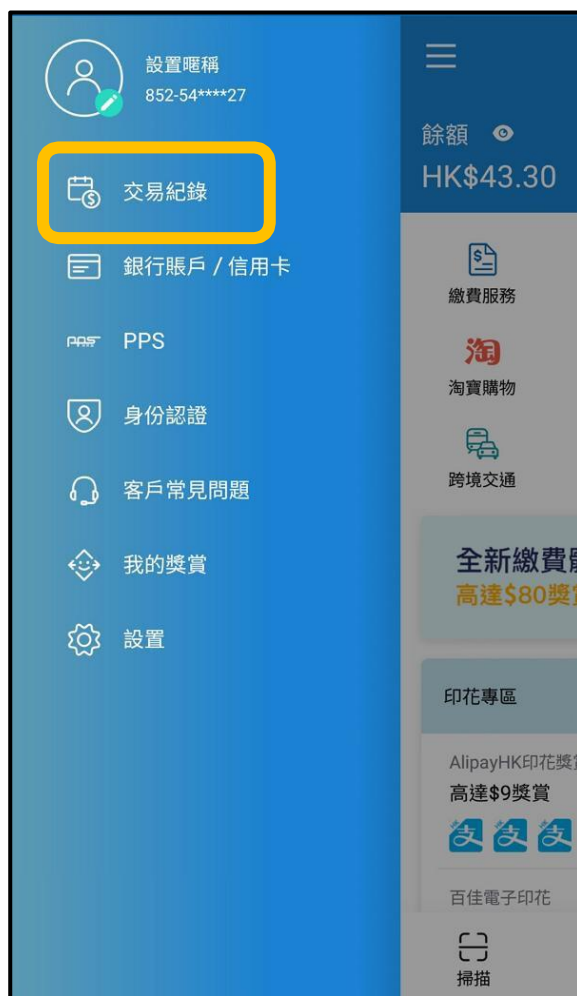 設置暱稱
852-54****27
交易紀錄
銀行賬戶 / 信用卡
PPS
PPS
身份認證
客戶常見問題
我的獎賞
設置
餘額
HK$43.30
繳費服務
淘
淘寶購物
跨境交通
全新繳費
高達$80獎
印花專區
AlipayHK印花獎
高達$9獎賞
支 支 支
百佳電子印花
掃描